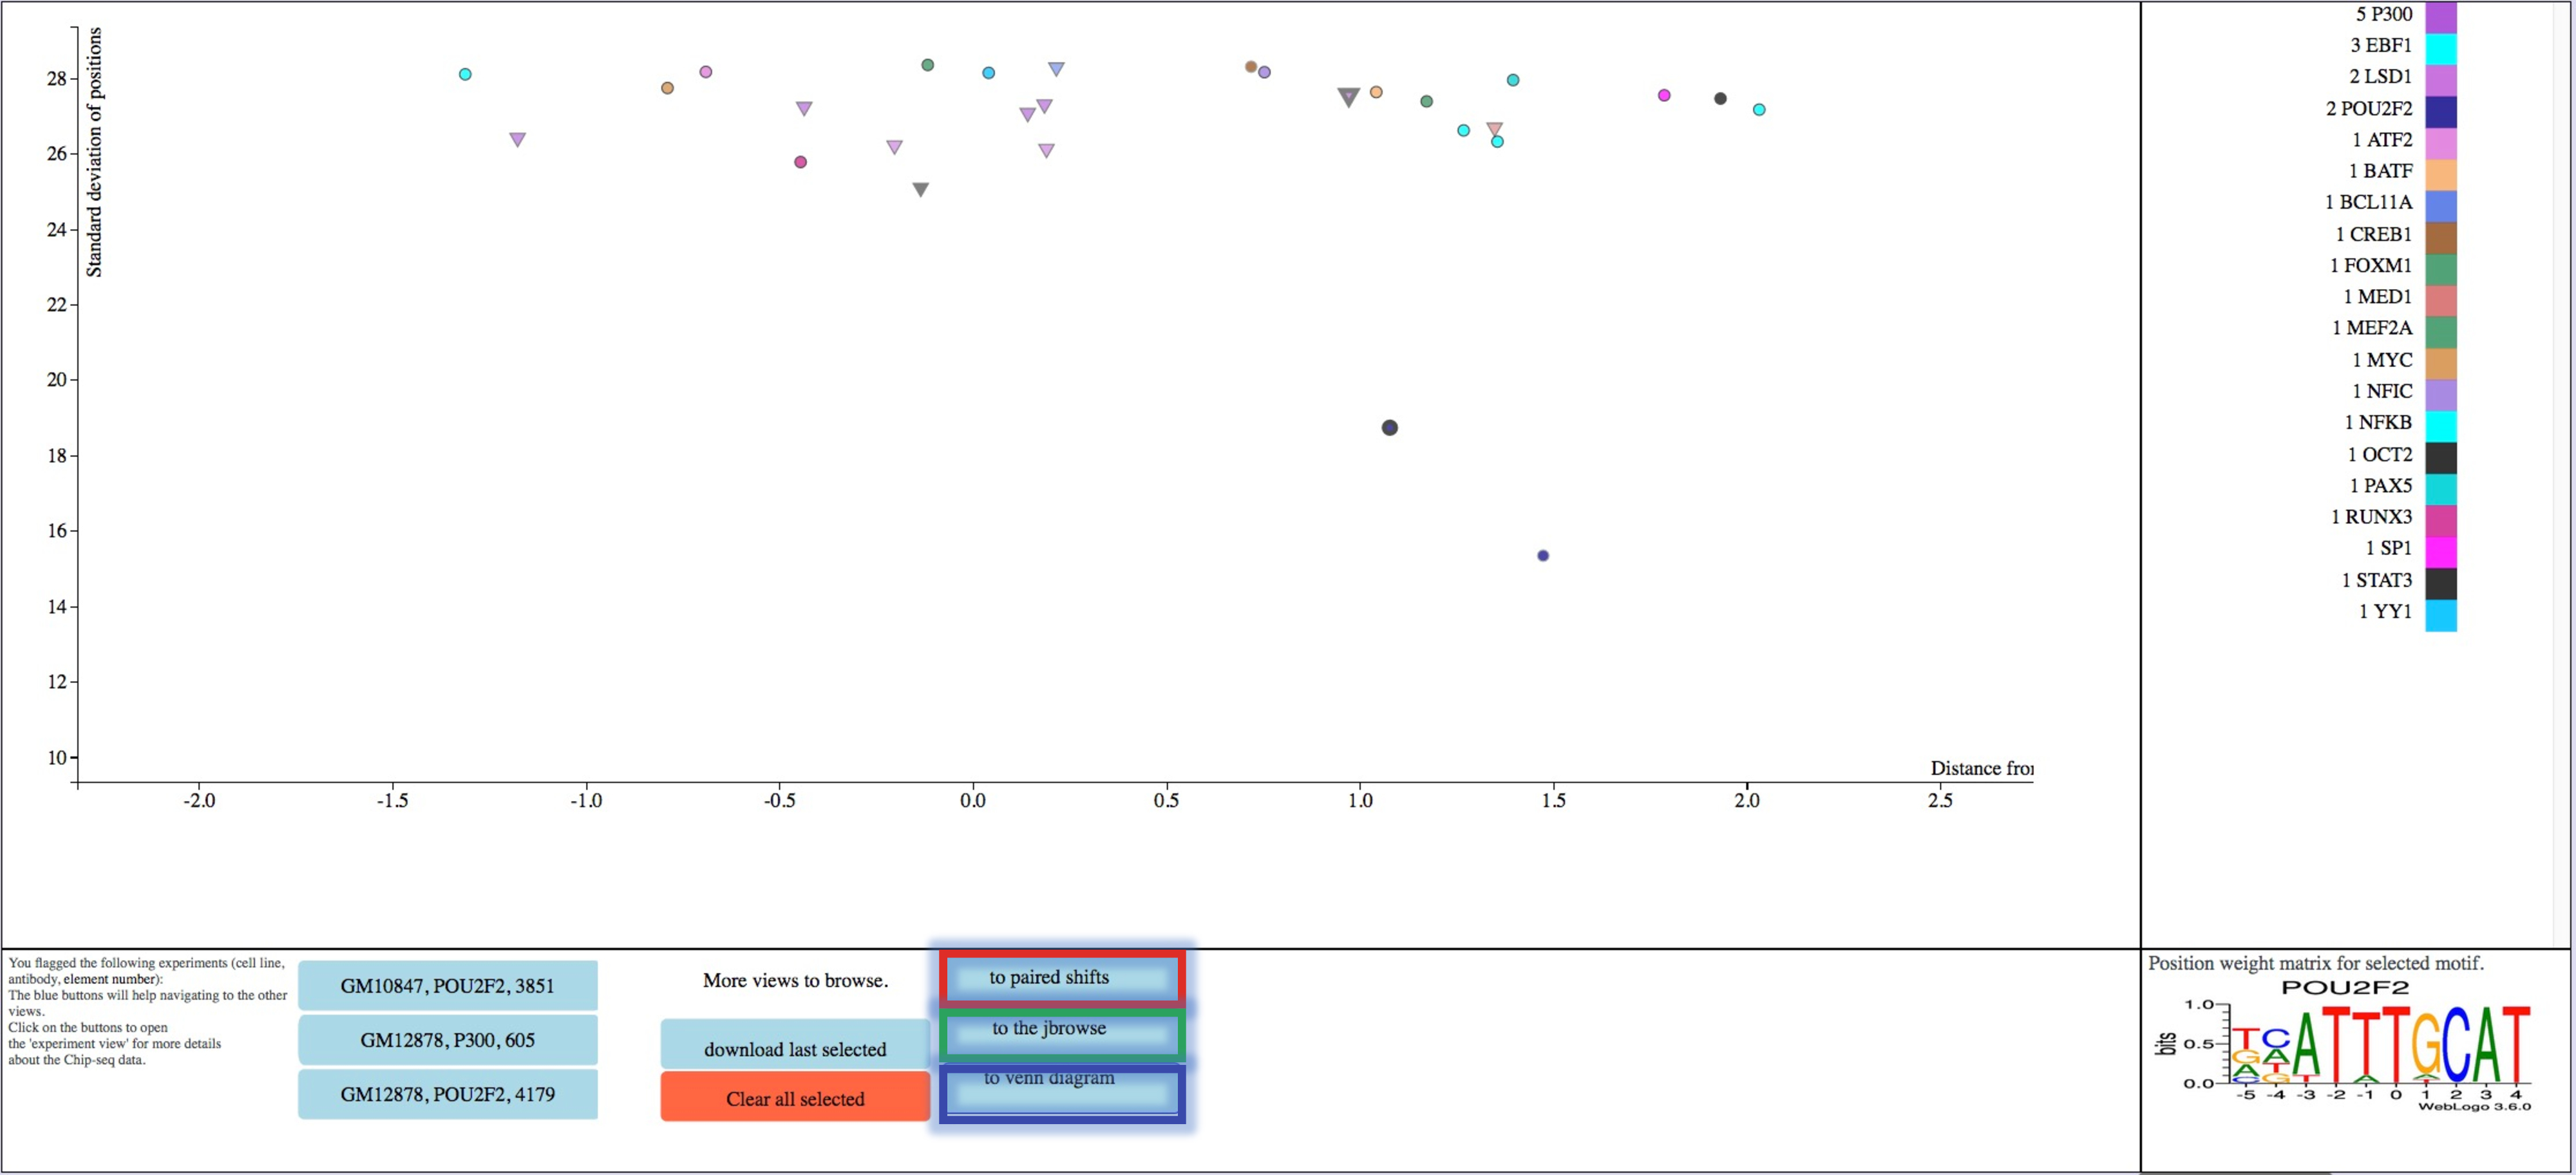 Standard deviation of positions
28
26
24
22
20
18
16
14
12
10
Distance from
-2.0 -1.5 -1.0 -0.5 0.0 0.5 1.0 1.5 2.0 2.5
5 P300
3 EBF1
2 LSD1
2 POU2F2
1 ATF2
1 BATF
1 BCL11A
1 CREB1
1 FOXM1
1 MED1
1 MEF2A
1 MYC
1 NFIC
1 NFKB
1 OCT2
1 PAX5
1 RUNX3
1 SP1
1 STAT3
1 YY1
You flagged the following experiments (cell line,
antibody, element number):
The blue buttons will help navigating to the other
views.
Click on the buttons to open
the 'experiment view' for more details
about the Chip-seq data.
GM10847, POU2F2, 3851
GM12878, P300, 605
GM12878, POU2F2, 4179
More views to browse.
download last selected
Clear all selected
to paired shifts
to the jbrowse
to venn diagram
Position weight matrix for selected motif.
POU2F2
bits
1.0
0.5
0.0
TCATTTGCAT
GA
AT A A
CGT T
-5 -4 -3 -2 -1 0 1 2 3 4
WebLogo 3.6.0